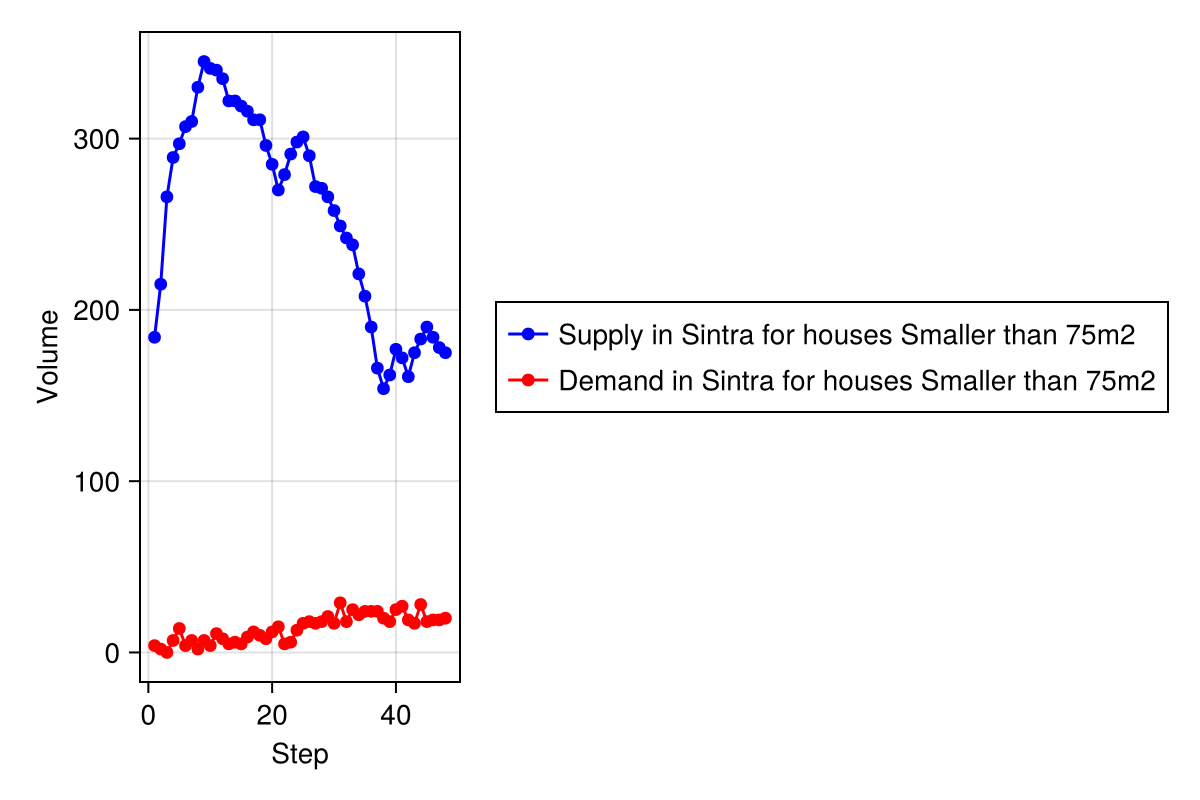 Volume
300
200
100
0
0 20 40
Step
Supply in Sintra for houses Smaller than 75m2
Demand in Sintra for houses Smaller than 75m2